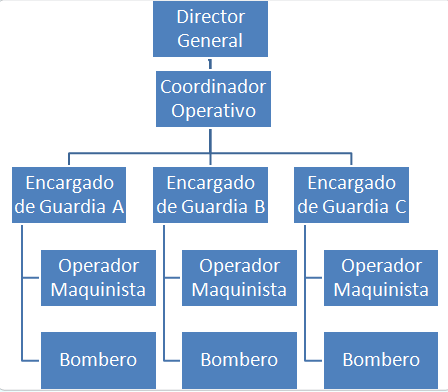 Director
General
Coordinador
Operativo
Encargado
de Guardia A
Encargado
de Guardia B
Encargado
de Guardia C
Operador
Maquinista
Operador
Maquinista
Operador
Maquinista
Bombero
Bombero
Bombero